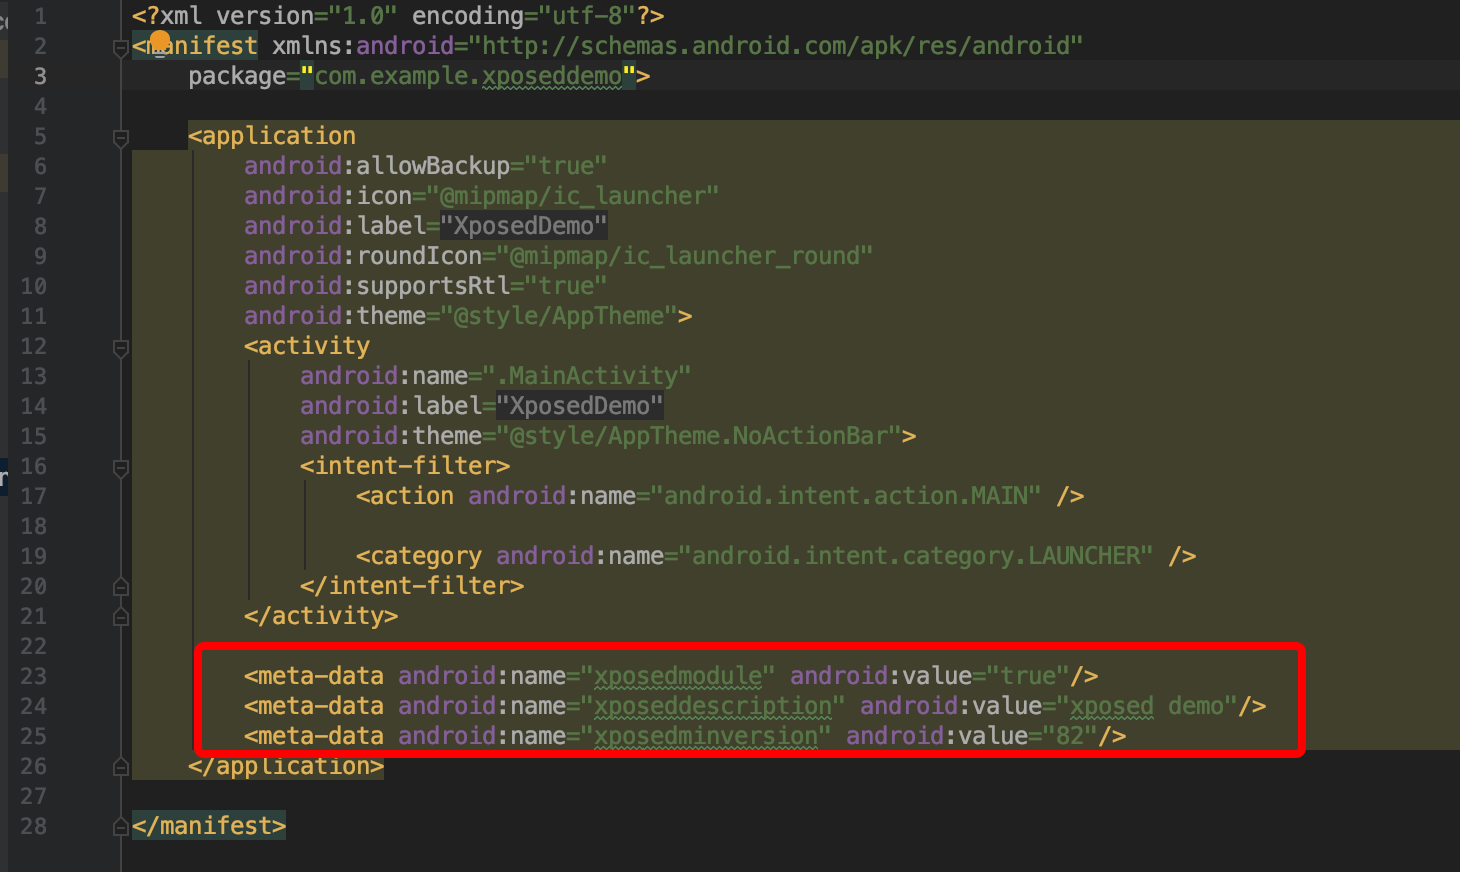 1 <?xml version="1.0" encoding="utf-8"?>
2 <manifest xmlns:android="http://schemas.android.com/apk/res/android"
3 package="com.example.xposeddemo">
4
5 <application
6 android:allowBackup="true"
7 android:icon="@mipmap/ic_launcher"
8 android:label="XposedDemo"
9 android:roundIcon="@mipmap/ic_launcher_round"
10 android:supportsRtl="true"
11 android:theme="@style/AppTheme">
12 <activity
13 android:name=".MainActivity"
14 android:label="XposedDemo"
15 android:theme="@style/AppTheme.NoActionBar">
16 <intent-filter>
17 <action android:name="android.intent.action.MAIN" />
18
19 <category android:name="android.intent.category.LAUNCHER" />
20 </intent-filter>
21 </activity>
22
23 <meta-data android:name="xposedmodule" android:value="true"/>
24 <meta-data android:name="xposeddescription" android:value="xposed demo"/>
25 <meta-data android:name="xposedminversion" android:value="82"/>
26 </application>
27
28 </manifest>